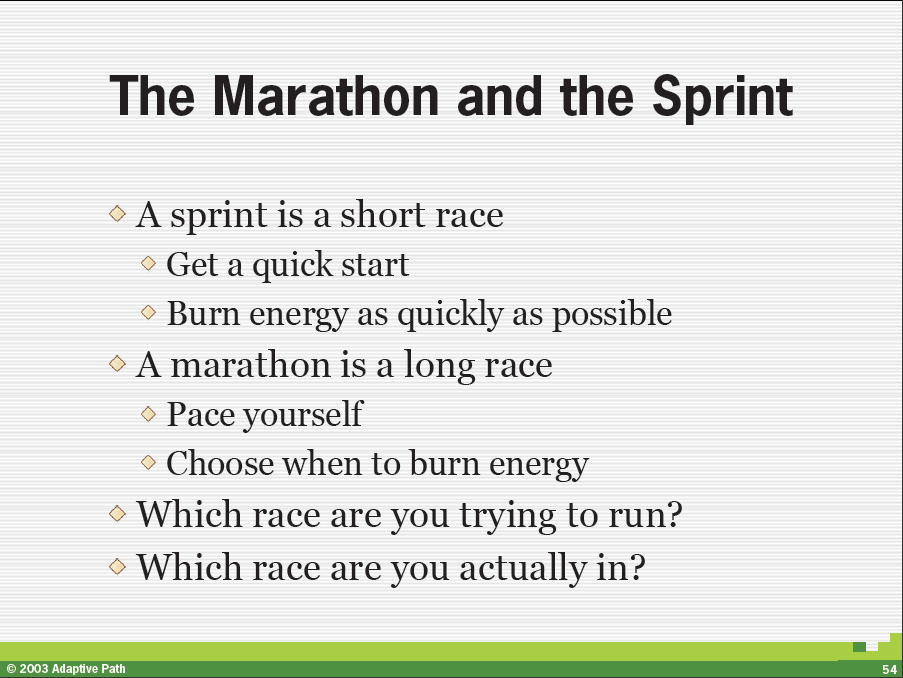 The Marathon and the Sprint
A sprint is a short race
Get a quick start
Burn energy as quickly as possible
A marathon is a long race
Pace yourself
Choose when to burn energy
Which race are you trying to run?
Which race are you actually in?
© 2003 Adaptive Path
54